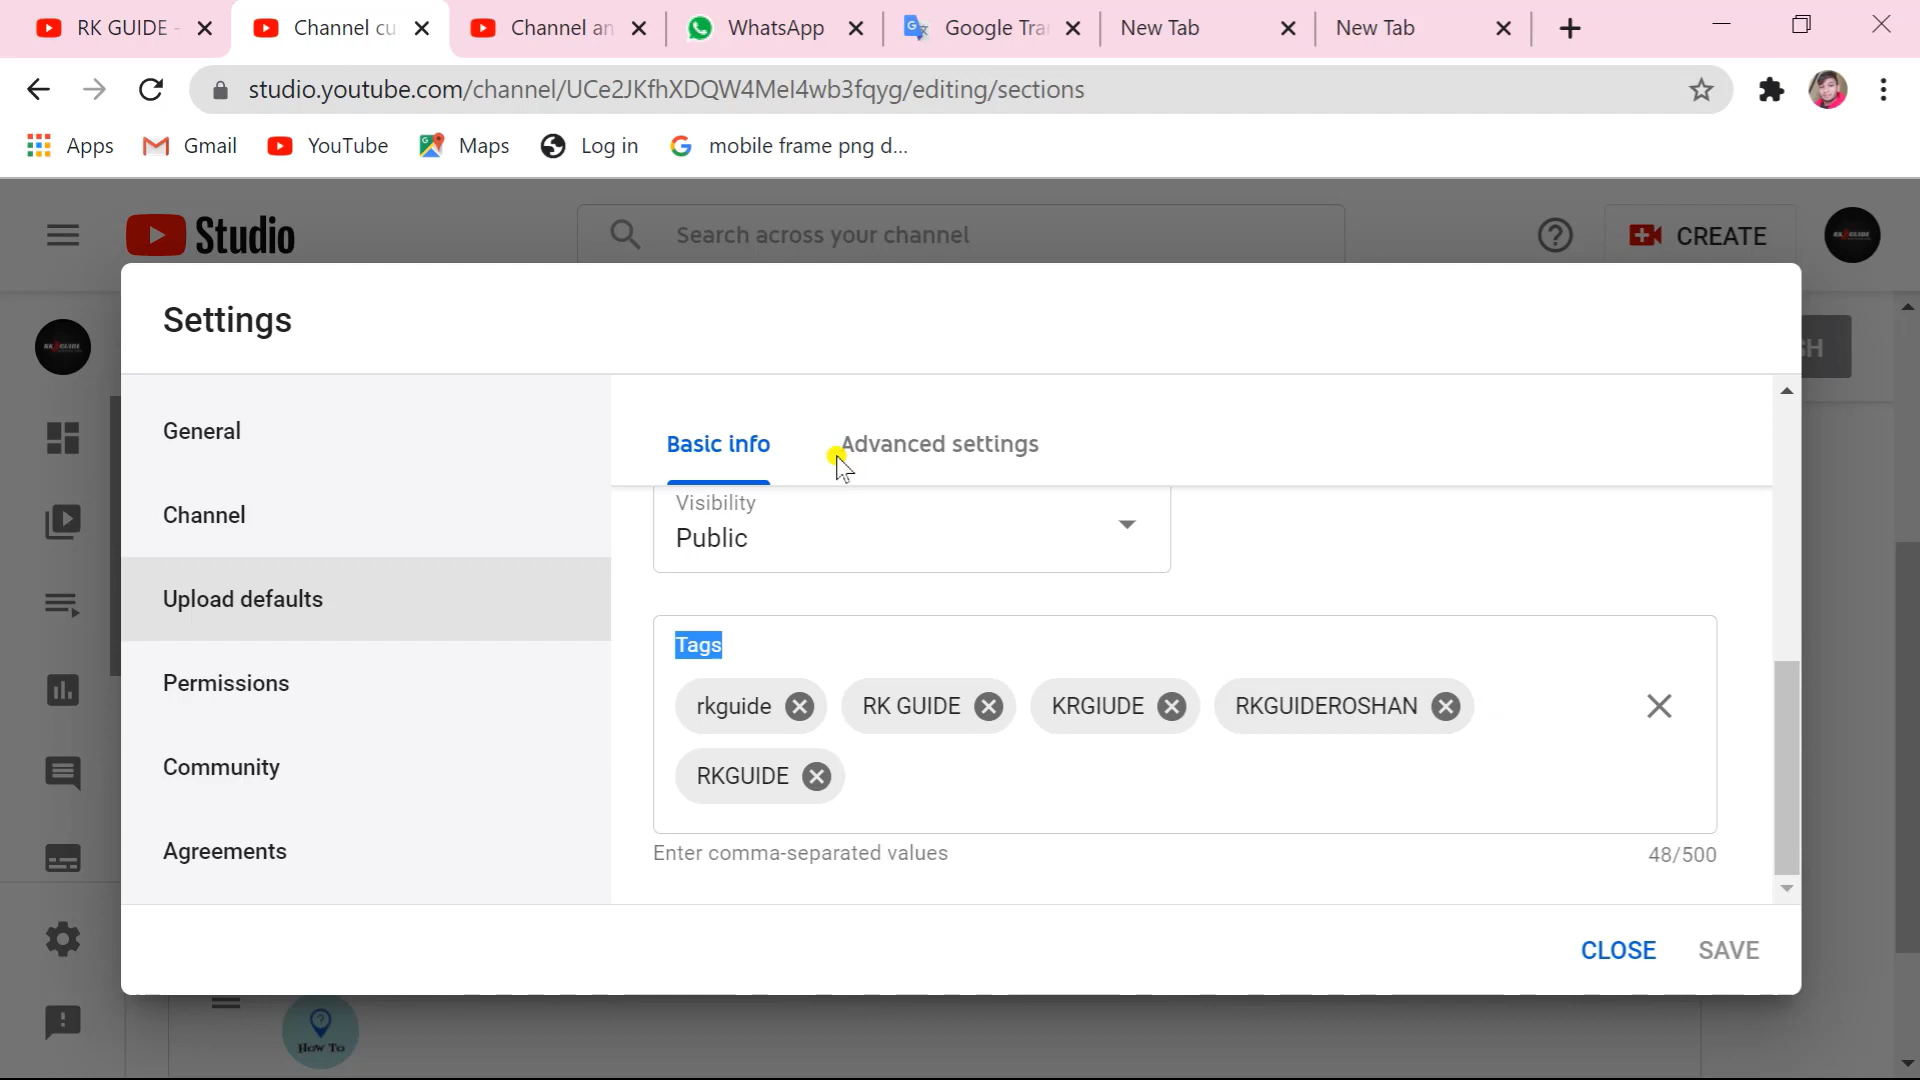 RK GUIDE -
Channel cu
Channel an
WhatsApp
Google Tra
New Tab
New Tab
studio.youtube.com/channel/UCe2JKfhXDQW4MeI4wb3fqyg/editing/sections
Apps
Gmail
YouTube
Maps
Log in
mobile frame png d...
Studio
Search across your channel
CREATE
Settings
SH
General
Basic info
Advanced settings
Channel
Visibility
Public
Upload defaults
Tags
Permissions
rkguide
RK GUIDE
KRGIUDE
RKGUIDEROSHAN
Community
RKGUIDE
Agreements
Enter comma-separated values
48/500
CLOSE
SAVE
How To